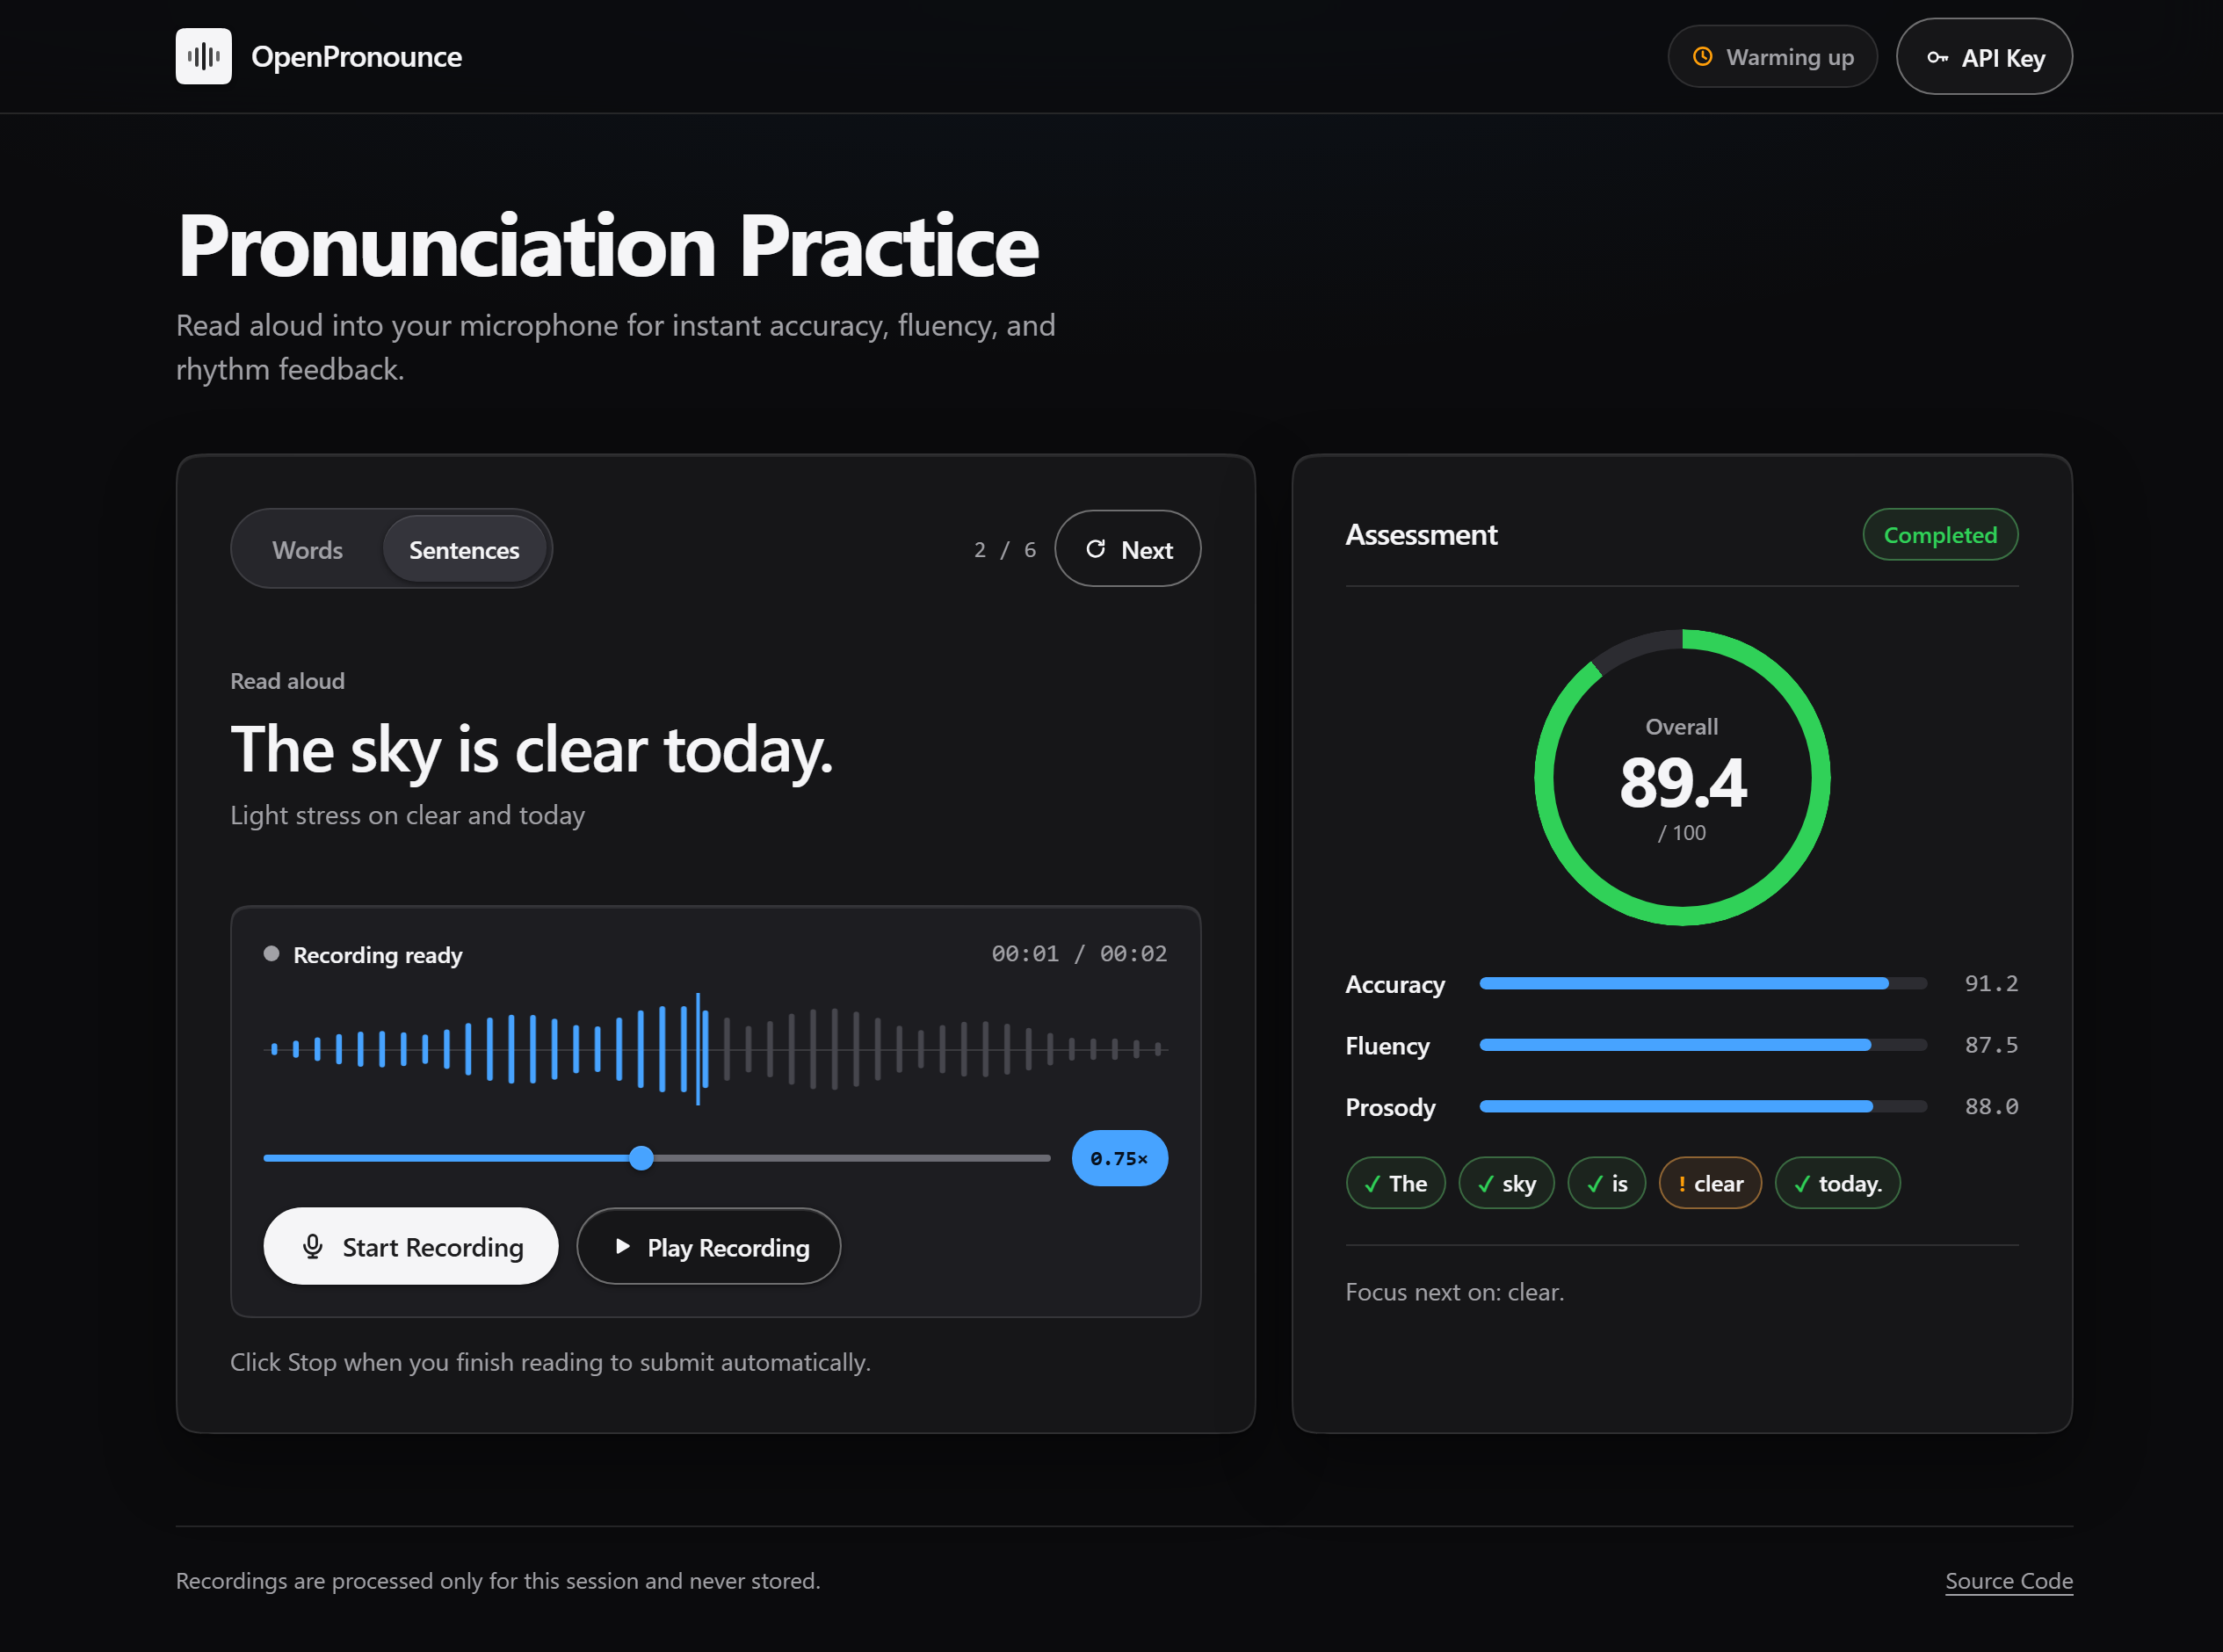 OpenPronounce
Warming up
API Key
Pronunciation Practice
Read aloud into your microphone for instant accuracy, fluency, and
rhythm feedback.
Words
Sentences
2 / 6
Next
Read aloud
The sky is clear today.
Light stress on clear and today
Recording ready
00:01 / 00:02
0.75×
Start Recording
Play Recording
Click Stop when you finish reading to submit automatically.
Assessment
Completed
Overall
89.4
/ 100
Accuracy 91.2
Fluency 87.5
Prosody 88.0
✓ The ✓ sky ✓ is ! clear ✓ today.
Focus next on: clear.
Recordings are processed only for this session and never stored.
Source Code